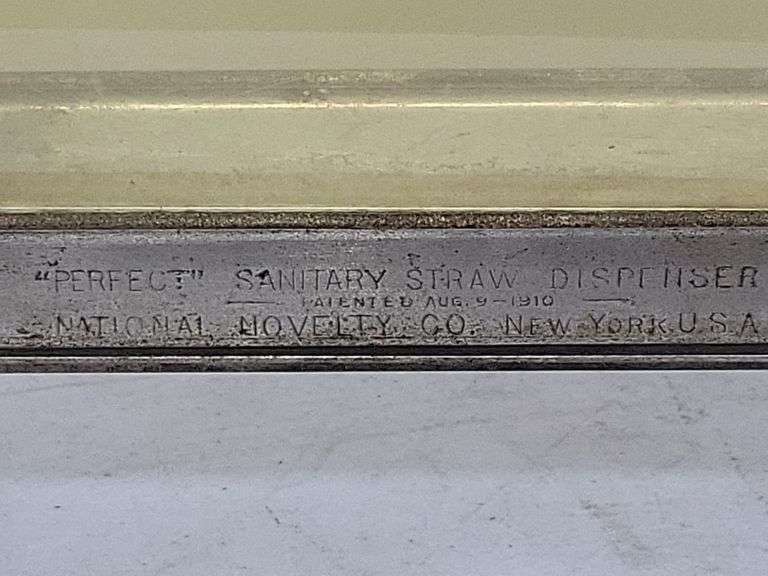 "PERFECT" SANITARY STRAW DISPENSER
PATENTED AUG. 9-1910
NATIONAL NOVELTY CO. NEW YORK U.S.A